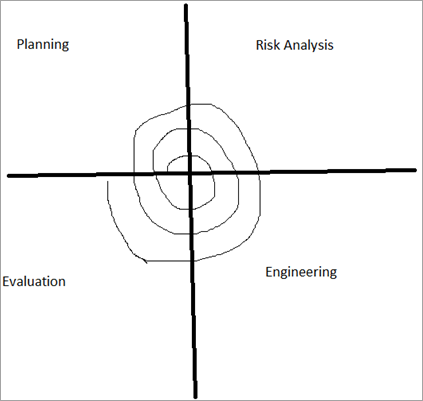 Planning
Risk Analysis
Evaluation
Engineering